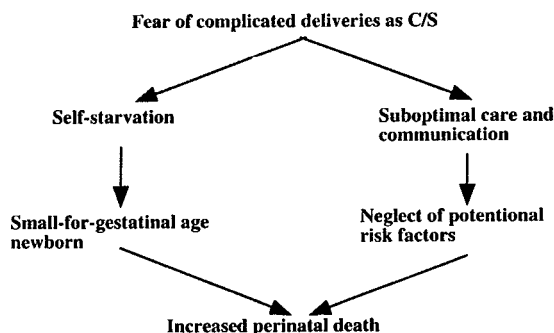 Fear of complicated deliveries as C/S
Self-starvation
Suboptimal care and
communication
Small-for-gestatinal age
newborn
Neglect of potentional
risk factors
Increased perinatal death